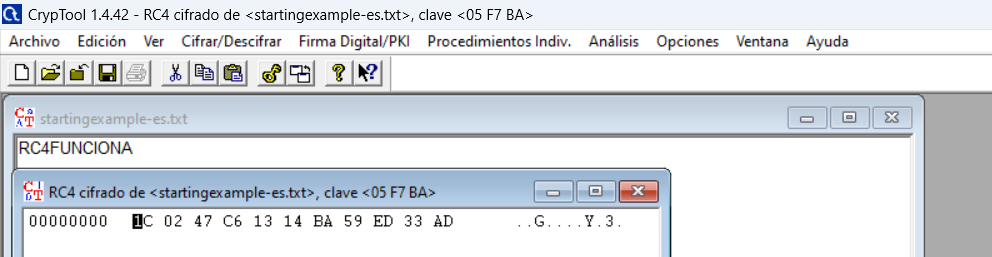 CrypTool 1.4.42 - RC4 cifrado de <startingexample-es.txt>, clave <05 F7 BA>
Archivo Edición Ver Cifrar/Descifrar Firma Digital/PKI Procedimientos Indiv. Análisis Opciones Ventana Ayuda
startingexample-es.txt
RC4FUNCIONA
RC4 cifrado de <startingexample-es.txt>, clave <05 F7 BA>
00000000 1C 02 47 C6 13 14 BA 59 ED 33 AD ..G....Y.3.